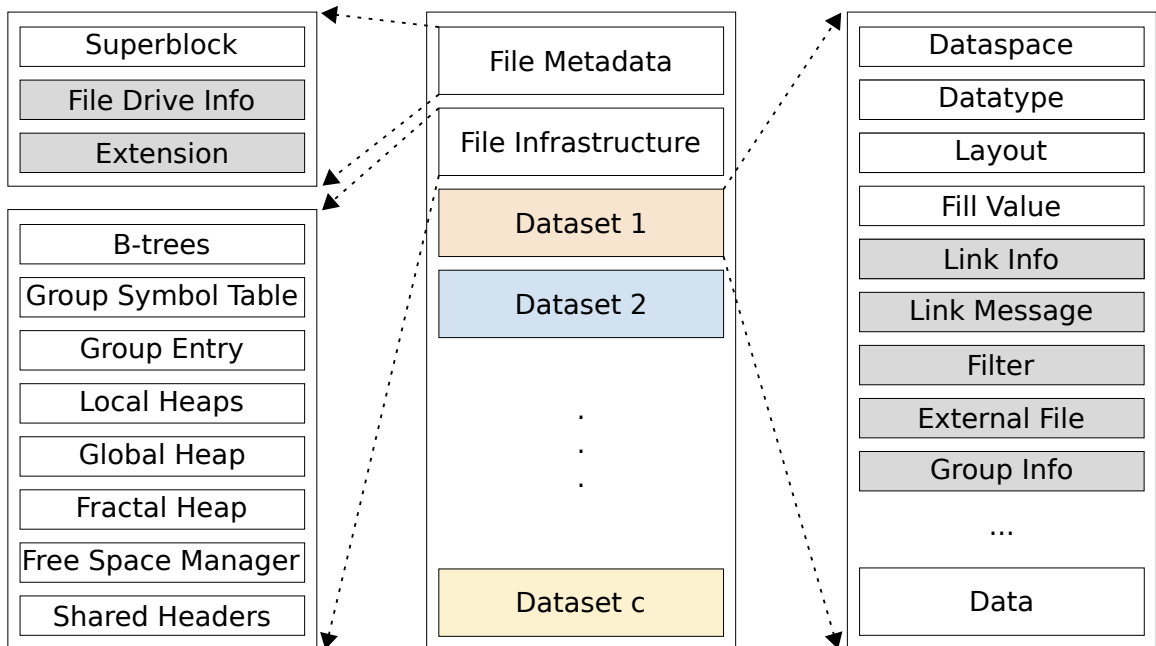 Superblock
File Drive Info
Extension
B-trees
Group Symbol Table
Group Entry
Local Heaps
Global Heap
Fractal Heap
Free Space Manager
Shared Headers
File Metadata
File Infrastructure
Dataset 1
Dataset 2
.
.
.
Dataset c
Dataspace
Datatype
Layout
Fill Value
Link Info
Link Message
Filter
External File
Group Info
...
Data